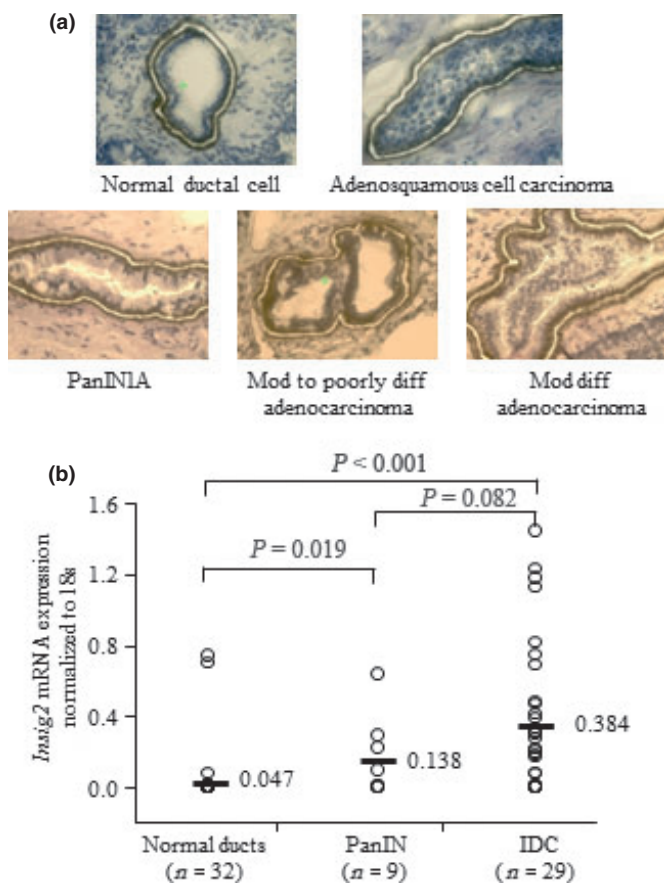 (a)
Normal ductal cell
Adenosquamous cell carcinoma
PanIN1A
Mod to poorly diff
adenocarcinoma
Mod diff
adenocarcinoma
(b)
P < 0.001
P = 0.082
P = 0.019
Insig2 mRNA expression
normalized to 18s
1.6
1.2
0.8
0.4
0.0
0.047
0.138
0.384
Normal ducts
(n = 32)
PanIN
(n = 9)
IDC
(n = 29)